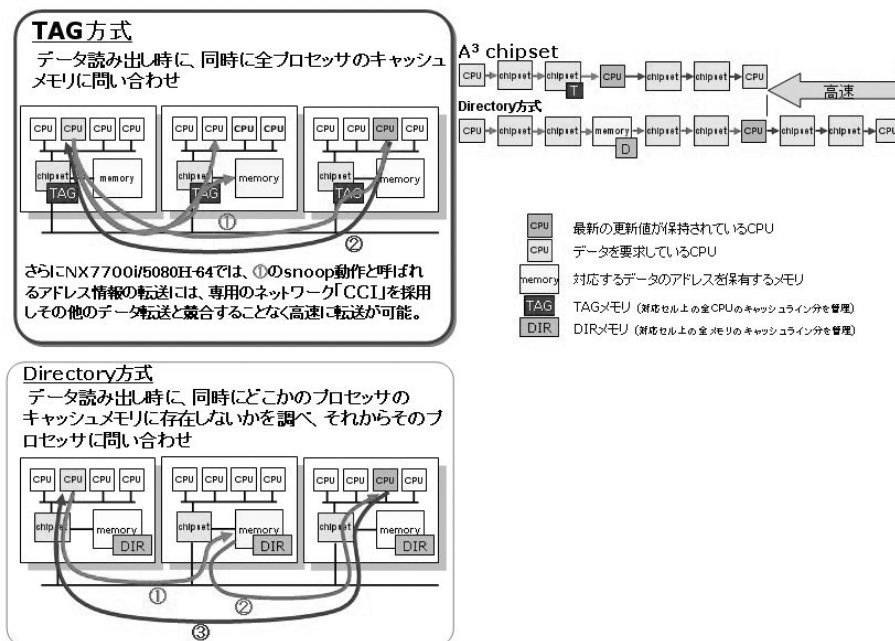 TAG方式
データ読み出し時に、同時に全プロセッサのキャッシュ
メモリに問い合わせ
CPU CPU CPU CPU
CPU CPU CPU CPU
CPU CPU CPU CPU
chipset memory
chipset memory
chipset memory
TAG
TAG
TAG
①
②
さらにNX7700i/5080H-64では、①のsnoop動作と呼ばれ
るアドレス情報の転送には、専用のネットワーク「CCI」を採用
しその他のデータ転送と競合することなく高速に転送が可能。
A³ chipset
CPU chipset chipset CPU chipset chipset CPU
T
高速
Directory方式
CPU chipset chipset memory chipset chipset CPU chipset chipset CPU
D
CPU 最新の更新値が保持されているCPU
CPU データを要求しているCPU
memory 対応するデータのアドレスを保有するメモリ
TAG TAGメモリ (対応セル上の全CPUのキャッシュライン分を管理)
DIR DIRメモリ (対応セル上の全メモリのキャッシュライン分を管理)
Directory方式
データ読み出し時に、同時にどこかのプロセッサの
キャッシュメモリに存在しないかを調べ、それからそのプ
ロセッサに問い合わせ
CPU CPU CPU CPU
CPU CPU CPU CPU
CPU CPU CPU CPU
chipset memory
chipset memory
chipset memory
DIR
DIR
DIR
①
②
③